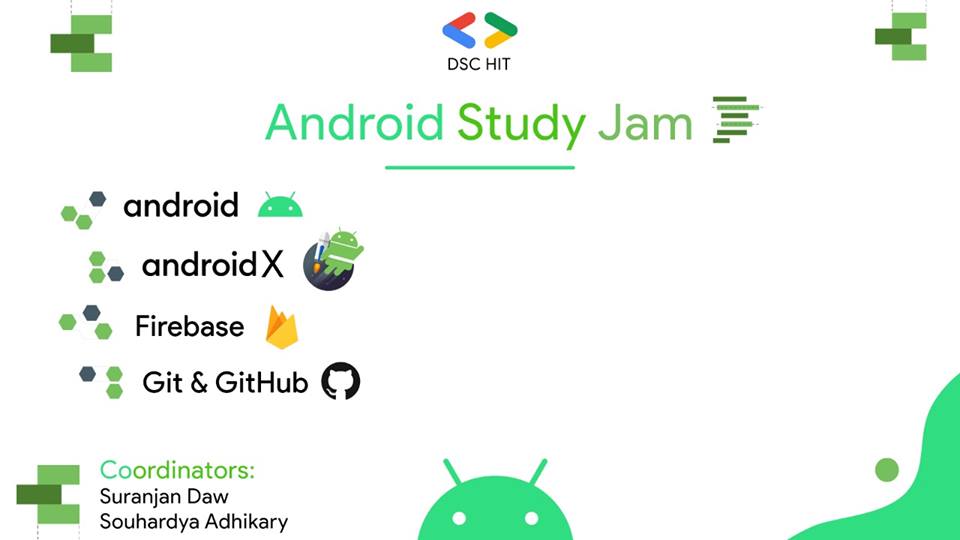 DSC HIT
Android Study Jam
android
androidX
Firebase
Git & GitHub
Coordinators:
Suranjan Daw
Souhardya Adhikary